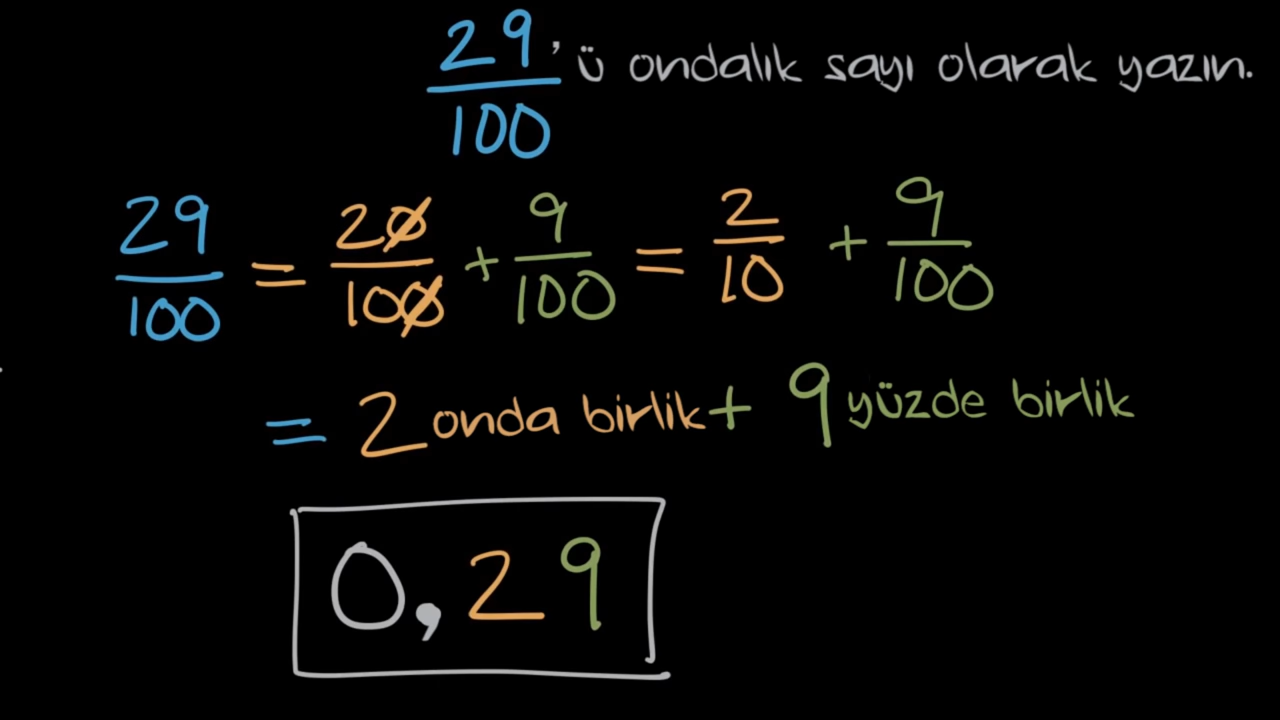 29/100'ü ondalık sayı olarak yazın.
29/100 = 20/100 + 9/100 = 2/10 + 9/100
= 2 onda birlik + 9 yüzde birlik
0,29